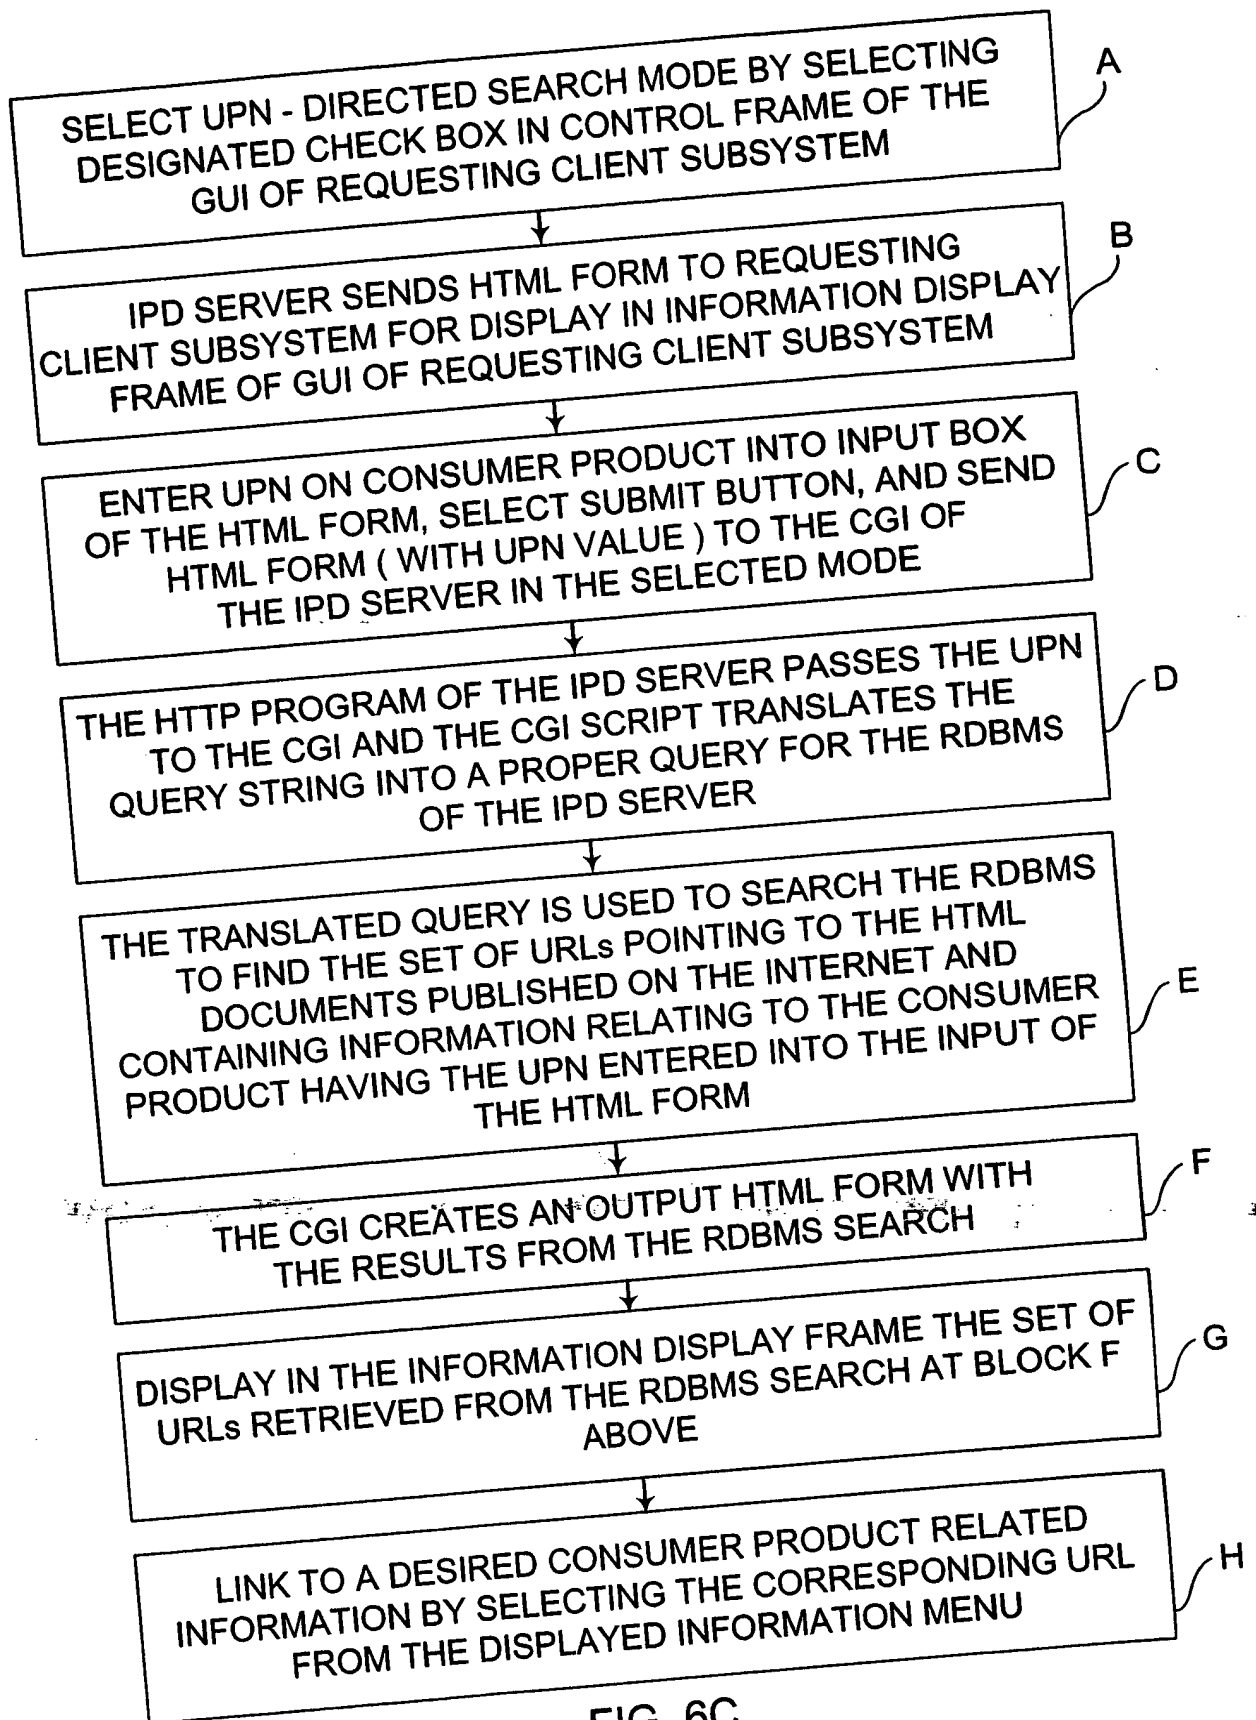 SELECT UPN - DIRECTED SEARCH MODE BY SELECTING
DESIGNATED CHECK BOX IN CONTROL FRAME OF THE
GUI OF REQUESTING CLIENT SUBSYSTEM
A
IPD SERVER SENDS HTML FORM TO REQUESTING
CLIENT SUBSYSTEM FOR DISPLAY IN INFORMATION DISPLAY
FRAME OF GUI OF REQUESTING CLIENT SUBSYSTEM
B
ENTER UPN ON CONSUMER PRODUCT INTO INPUT BOX
OF THE HTML FORM, SELECT SUBMIT BUTTON, AND SEND
HTML FORM ( WITH UPN VALUE ) TO THE CGI OF
THE IPD SERVER IN THE SELECTED MODE
C
THE HTTP PROGRAM OF THE IPD SERVER PASSES THE UPN
TO THE CGI AND THE CGI SCRIPT TRANSLATES THE
QUERY STRING INTO A PROPER QUERY FOR THE RDBMS
OF THE IPD SERVER
D
THE TRANSLATED QUERY IS USED TO SEARCH THE RDBMS
TO FIND THE SET OF URLs POINTING TO THE HTML
DOCUMENTS PUBLISHED ON THE INTERNET AND
CONTAINING INFORMATION RELATING TO THE CONSUMER
PRODUCT HAVING THE UPN ENTERED INTO THE INPUT OF
THE HTML FORM
E
THE CGI CREATES AN OUTPUT HTML FORM WITH
THE RESULTS FROM THE RDBMS SEARCH
F
DISPLAY IN THE INFORMATION DISPLAY FRAME THE SET OF
URLs RETRIEVED FROM THE RDBMS SEARCH AT BLOCK F
ABOVE
G
LINK TO A DESIRED CONSUMER PRODUCT RELATED
INFORMATION BY SELECTING THE CORRESPONDING URL
FROM THE DISPLAYED INFORMATION MENU
H
FIG. 6C